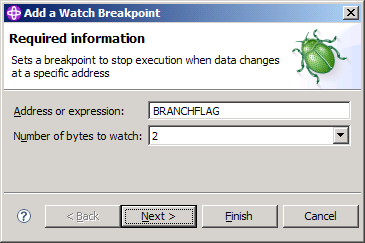 Add a Watch Breakpoint
Required information
Sets a breakpoint to stop execution when data changes
at a specific address
Address or expression: BRANCHFLAG
Number of bytes to watch: 2
? < Back Next > Finish Cancel